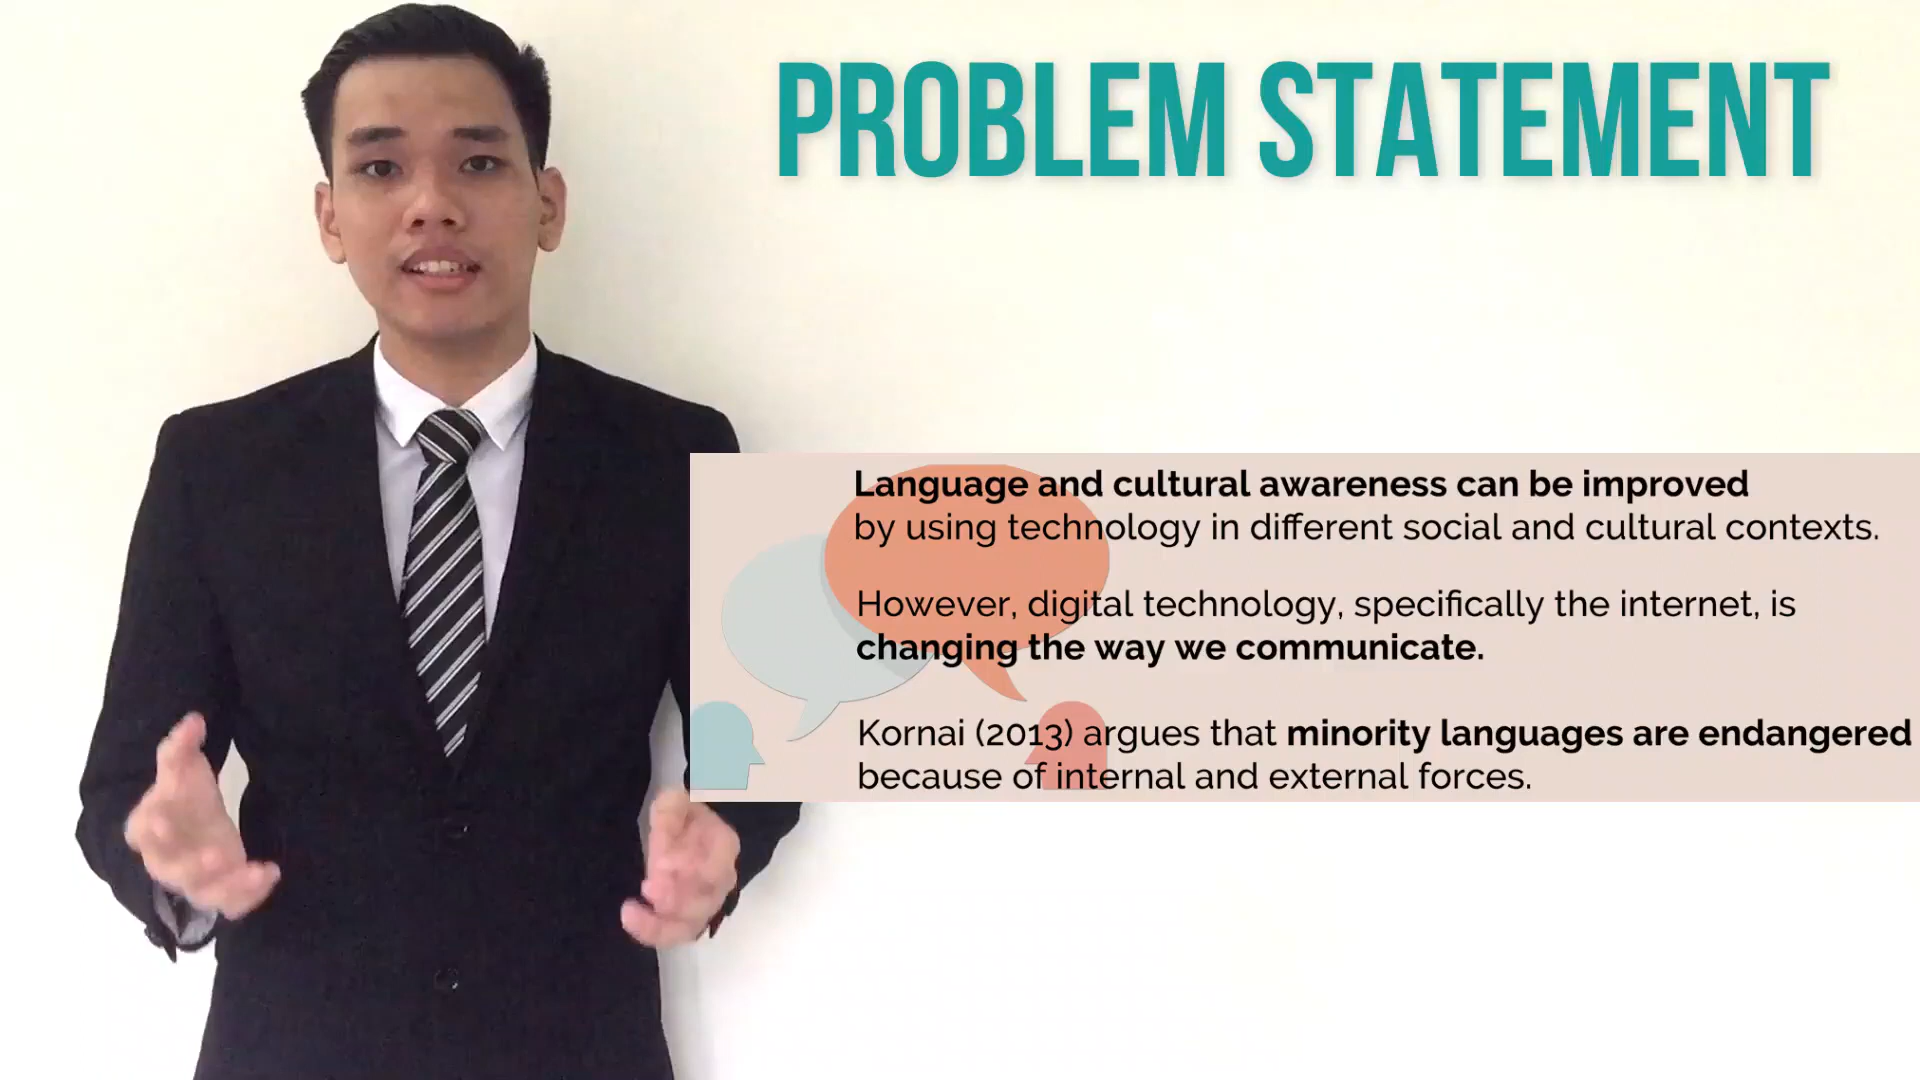 PROBLEM STATEMENT
Language and cultural awareness can be improved
by using technology in different social and cultural contexts.
However, digital technology, specifically the internet, is
changing the way we communicate.
Kornai (2013) argues that minority languages are endangered
because of internal and external forces.